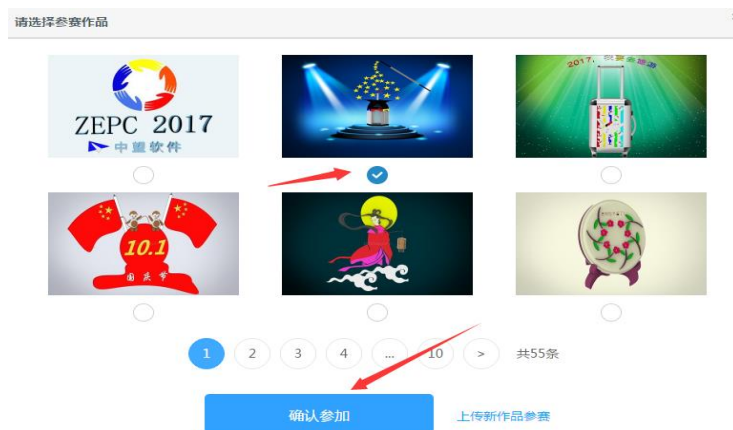 请选择参赛作品
ZEPC 2017
中望软件
10.1
国庆节
1 2 3 4 ... 10 > 共55条
确认参加
上传新作品参赛